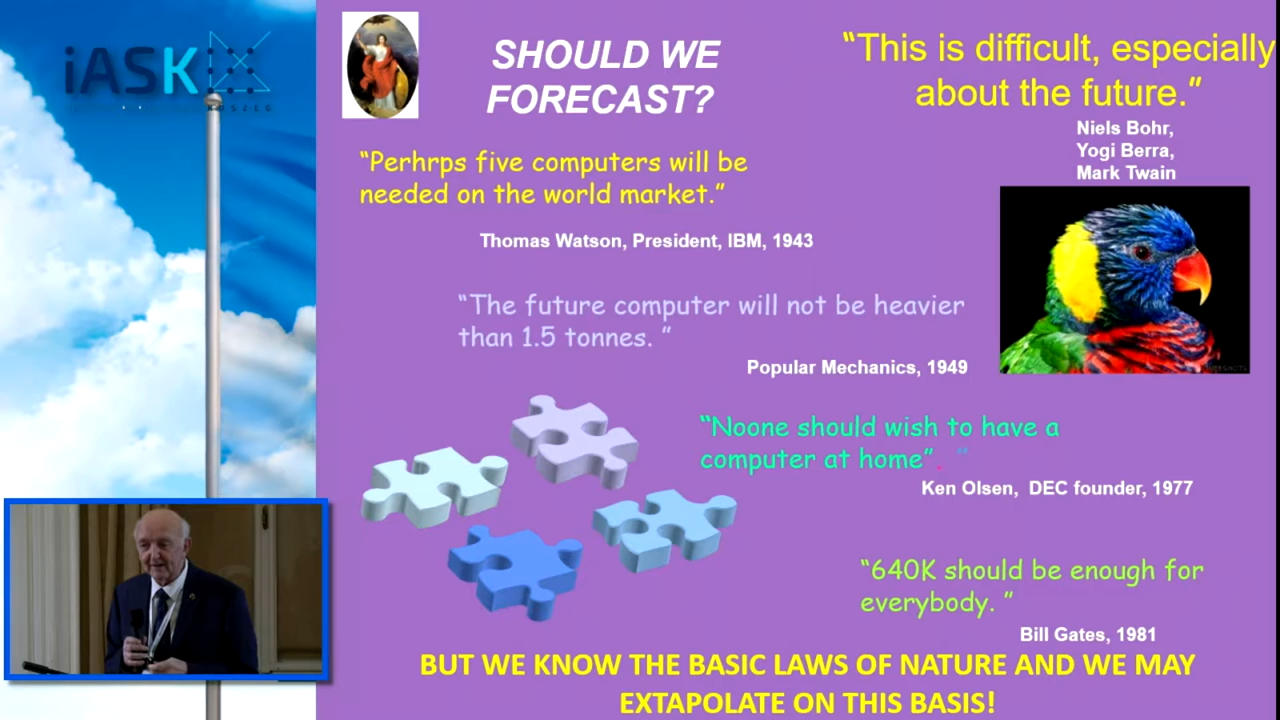 iASK
KOSZEG
SHOULD WE
FORECAST?
“This is difficult, especially
about the future.”
Niels Bohr,
Yogi Berra,
Mark Twain
“Perhrps five computers will be
needed on the world market.”
Thomas Watson, President, IBM, 1943
“The future computer will not be heavier
than 1.5 tonnes. ”
Popular Mechanics, 1949
“Noone should wish to have a
computer at home”. ”
Ken Olsen, DEC founder, 1977
“640K should be enough for
everybody. ”
Bill Gates, 1981
BUT WE KNOW THE BASIC LAWS OF NATURE AND WE MAY
EXTAPOLATE ON THIS BASIS!